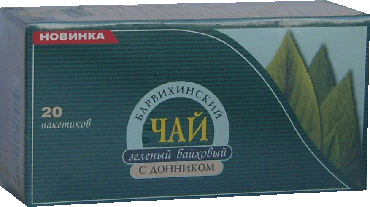 НОВИНКА
20
пакетиков
БАРВИХИНСКИЙ
ЧАЙ
зеленый байховый
С ДОННИКОМ